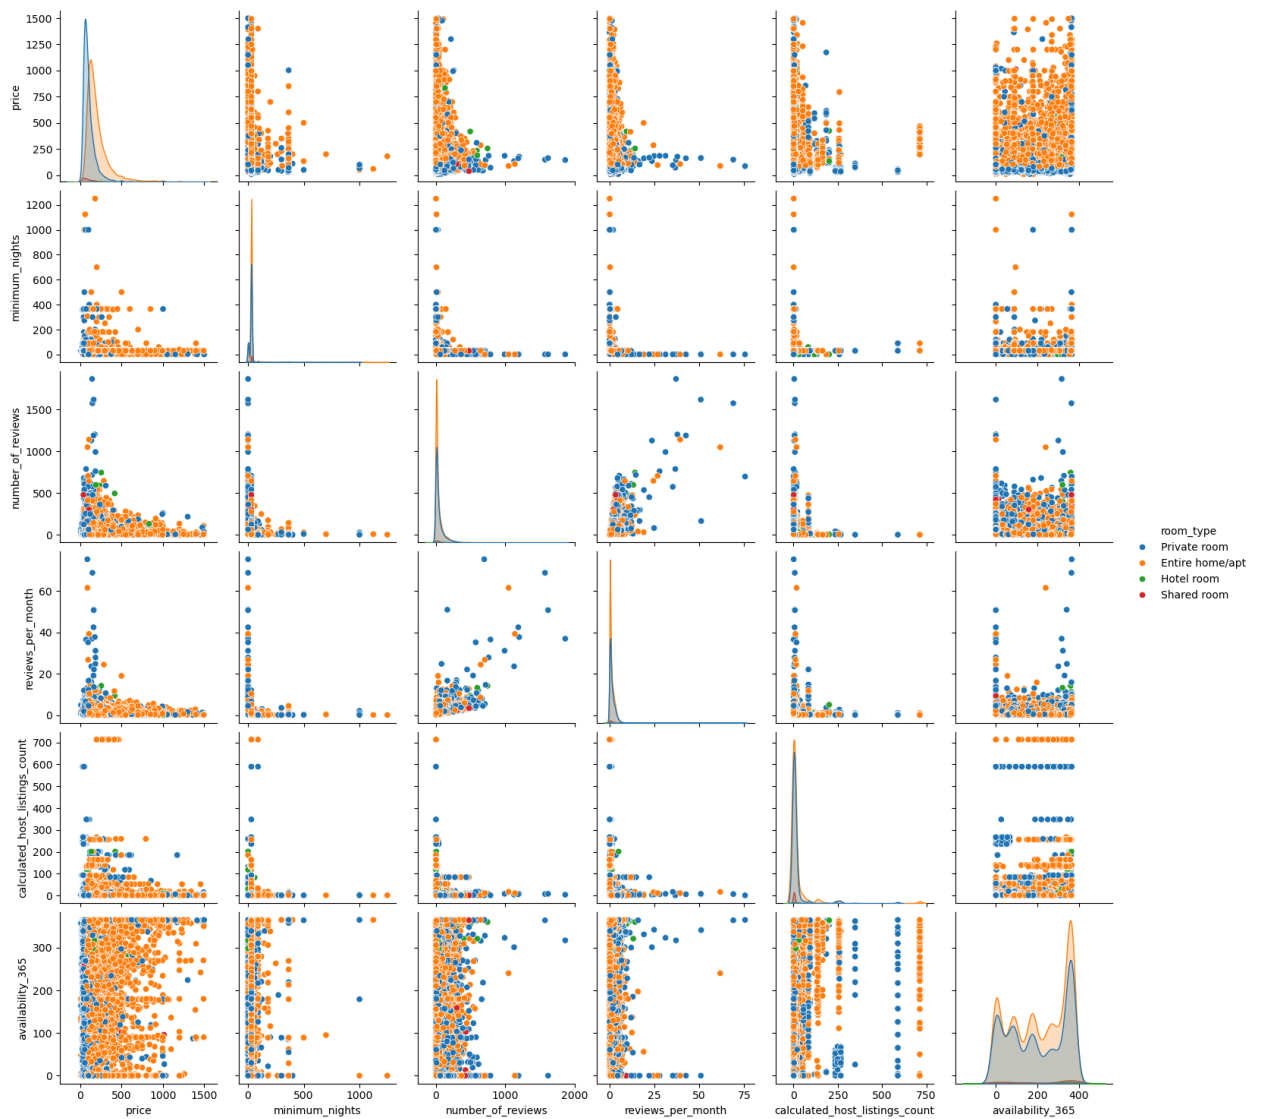 1500
1250
1000
750
500
250
0
price
1200
1000
800
600
400
200
0
minimum_nights
1500
1000
500
0
number_of_reviews
room_type
Private room
Entire home/apt
Hotel room
Shared room
60
40
20
0
reviews_per_month
700
600
500
400
300
200
100
0
calculated_host_listings_count
300
200
100
0
availability_365
0 500 1000 1500
0 500 1000
0 1000 2000
0 25 50 75
0 250 500 750
0 200 400
price
minimum_nights
number_of_reviews
reviews_per_month
calculated_host_listings_count
availability_365